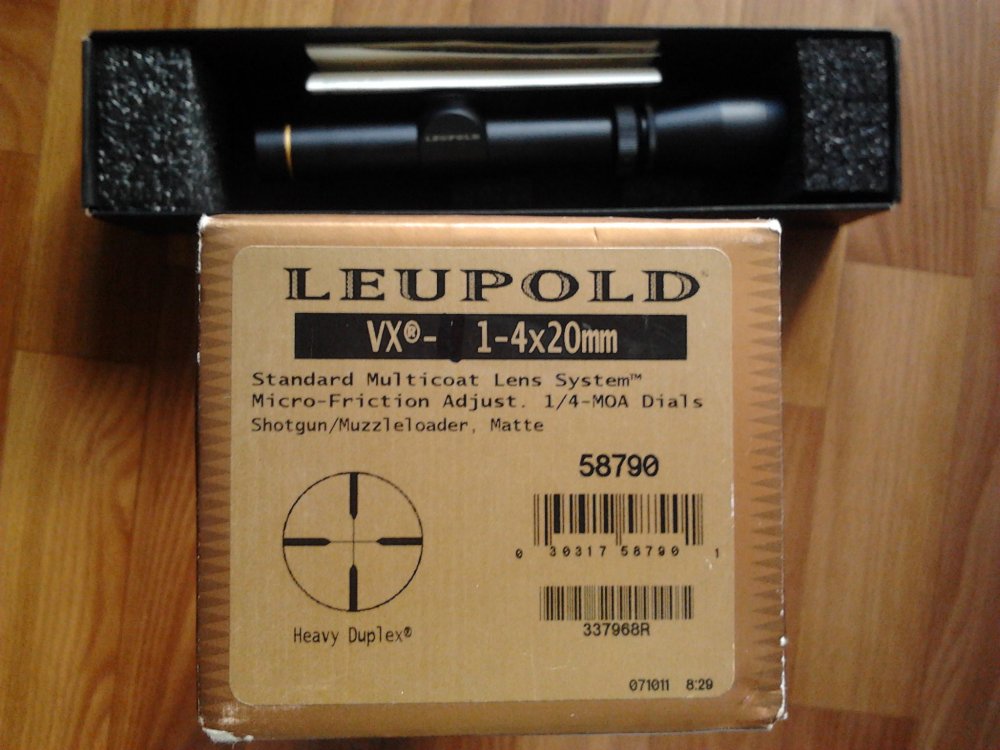 LEUPOLD
LEUPOLD®
VX®- 1-4x20mm
Standard Multicoat Lens System™
Micro-Friction Adjust. 1/4-MOA Dials
Shotgun/Muzzleloader, Matte
58790
0 30317 58790 1
337968R
Heavy Duplex®
071011 8:29